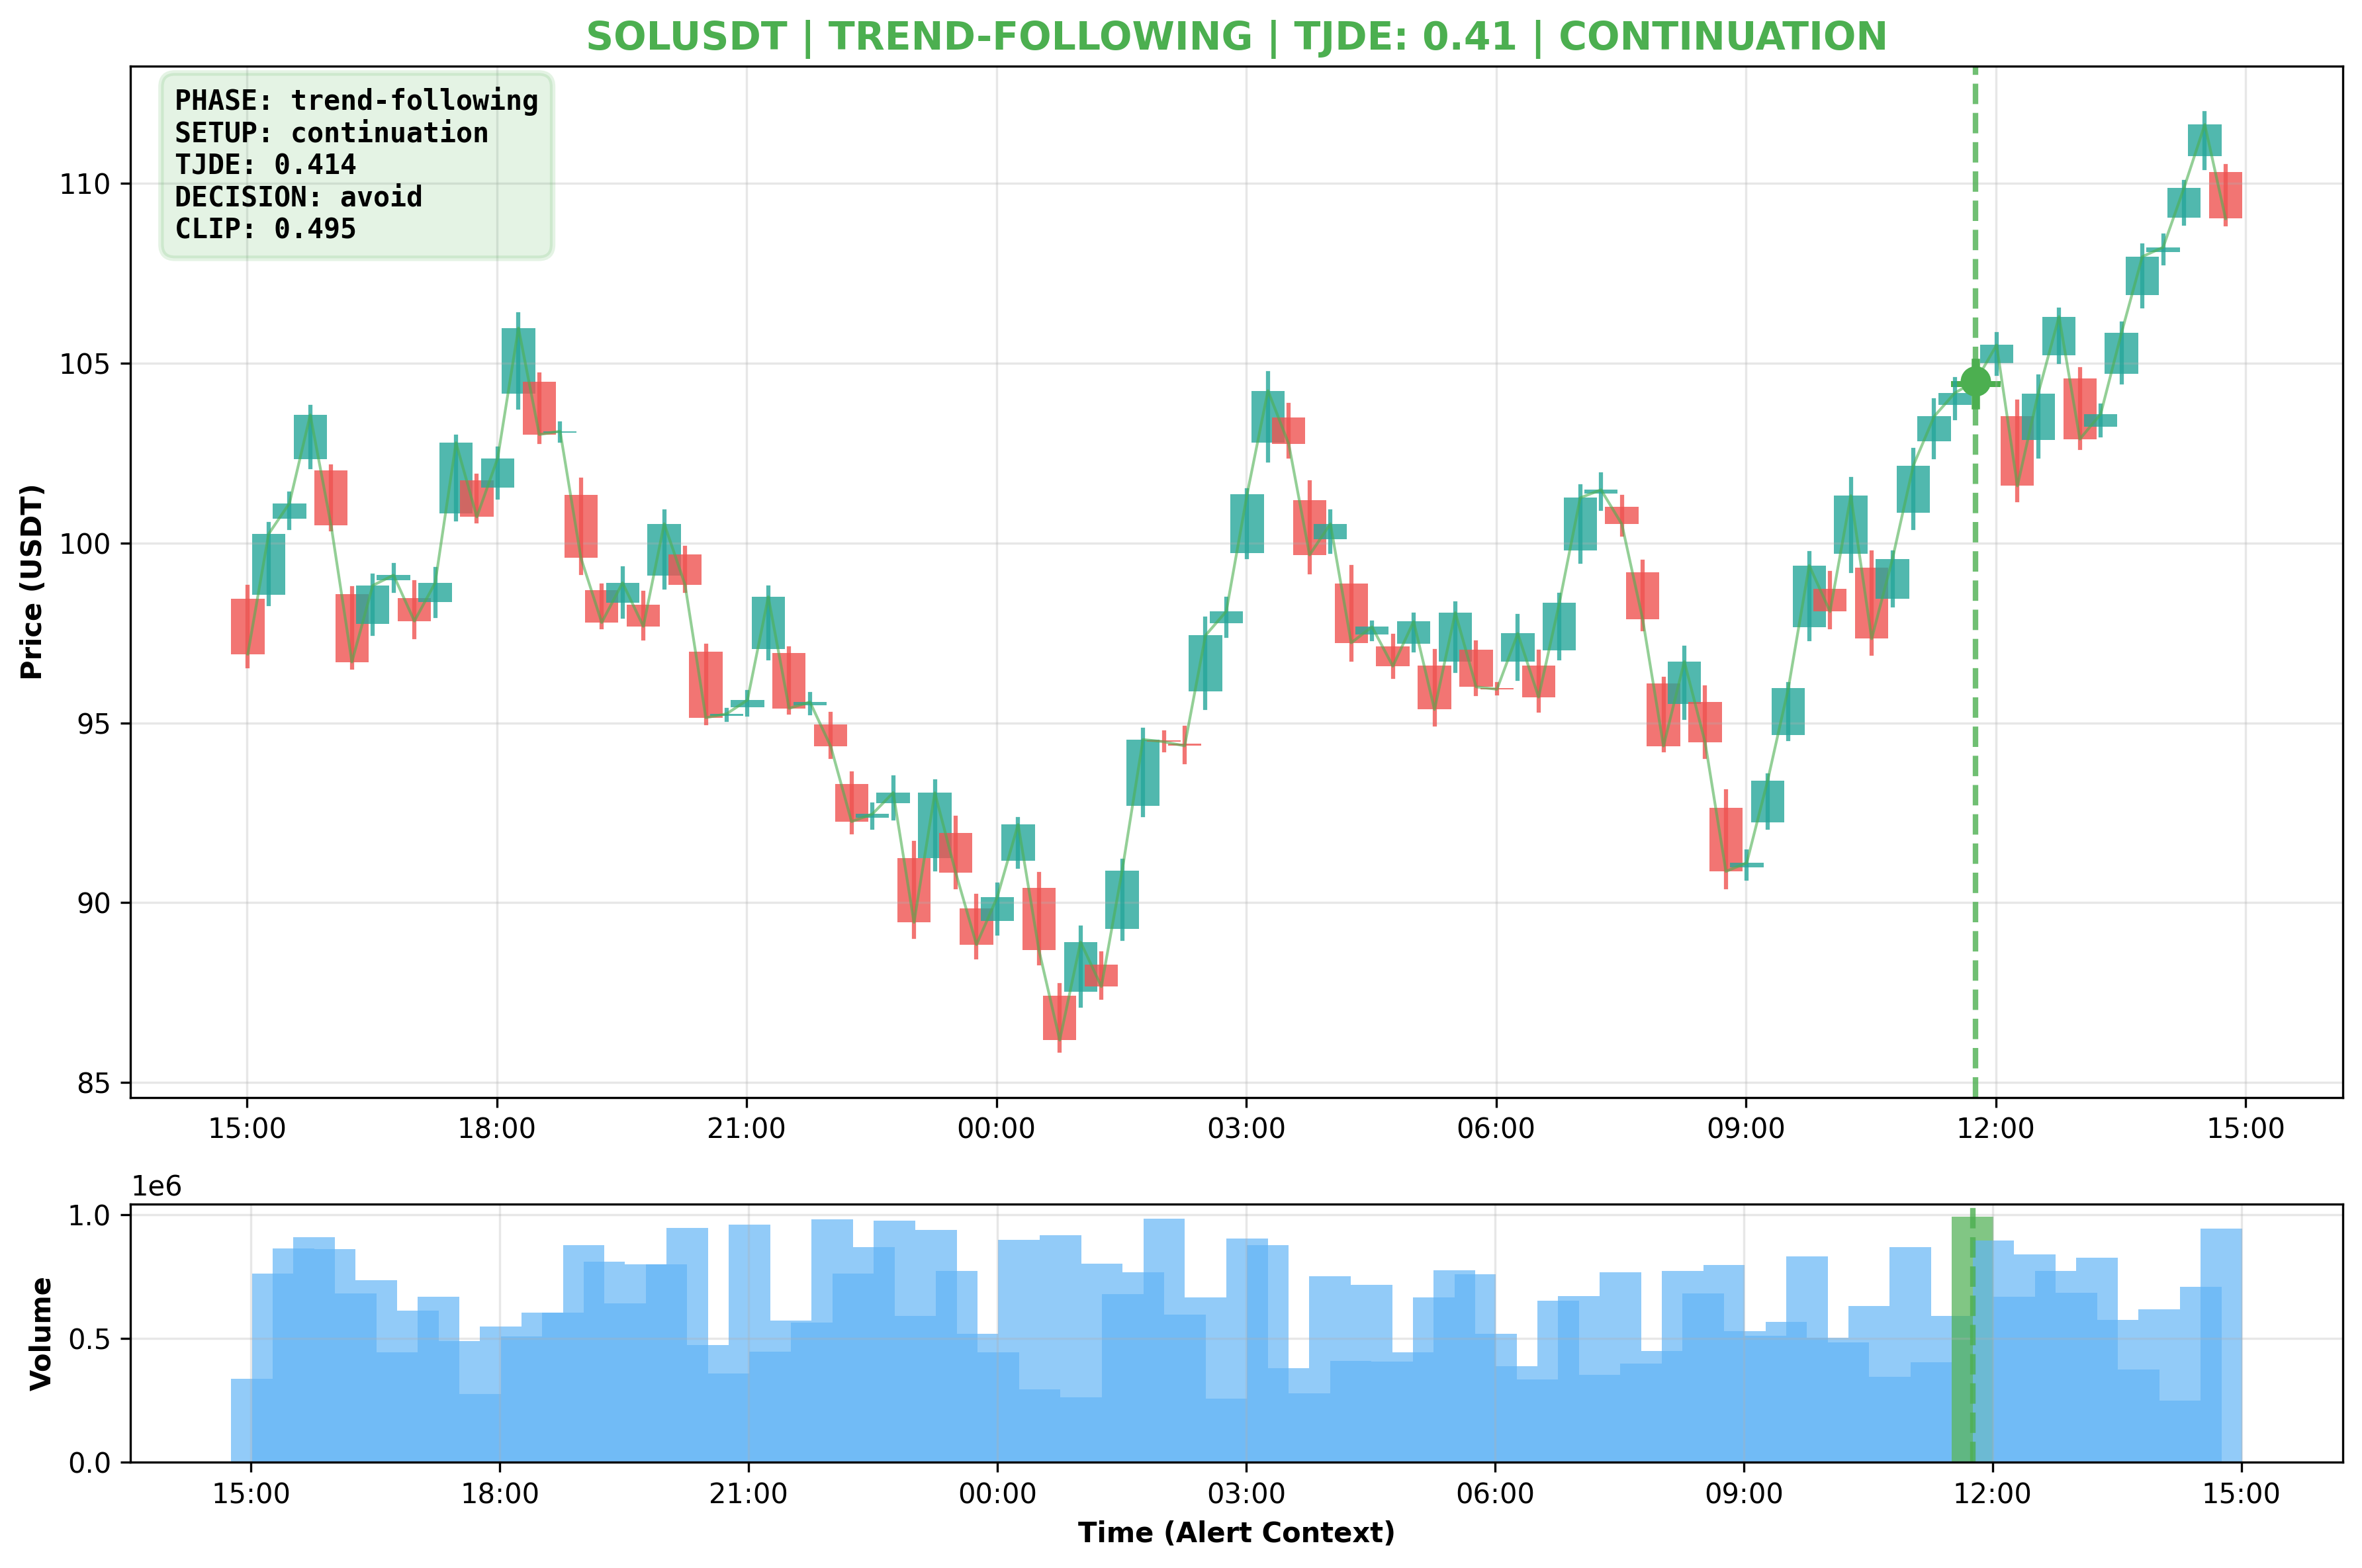 SOLUSDT | TREND-FOLLOWING | TJDE: 0.41 | CONTINUATION
PHASE: trend-following
SETUP: continuation
TJDE: 0.414
DECISION: avoid
CLIP: 0.495
Price (USDT)
110
105
100
95
90
85
15:00 18:00 21:00 00:00 03:00 06:00 09:00 12:00 15:00
1e6
Volume
1.0
0.5
0.0
15:00 18:00 21:00 00:00 03:00 06:00 09:00 12:00 15:00
Time (Alert Context)